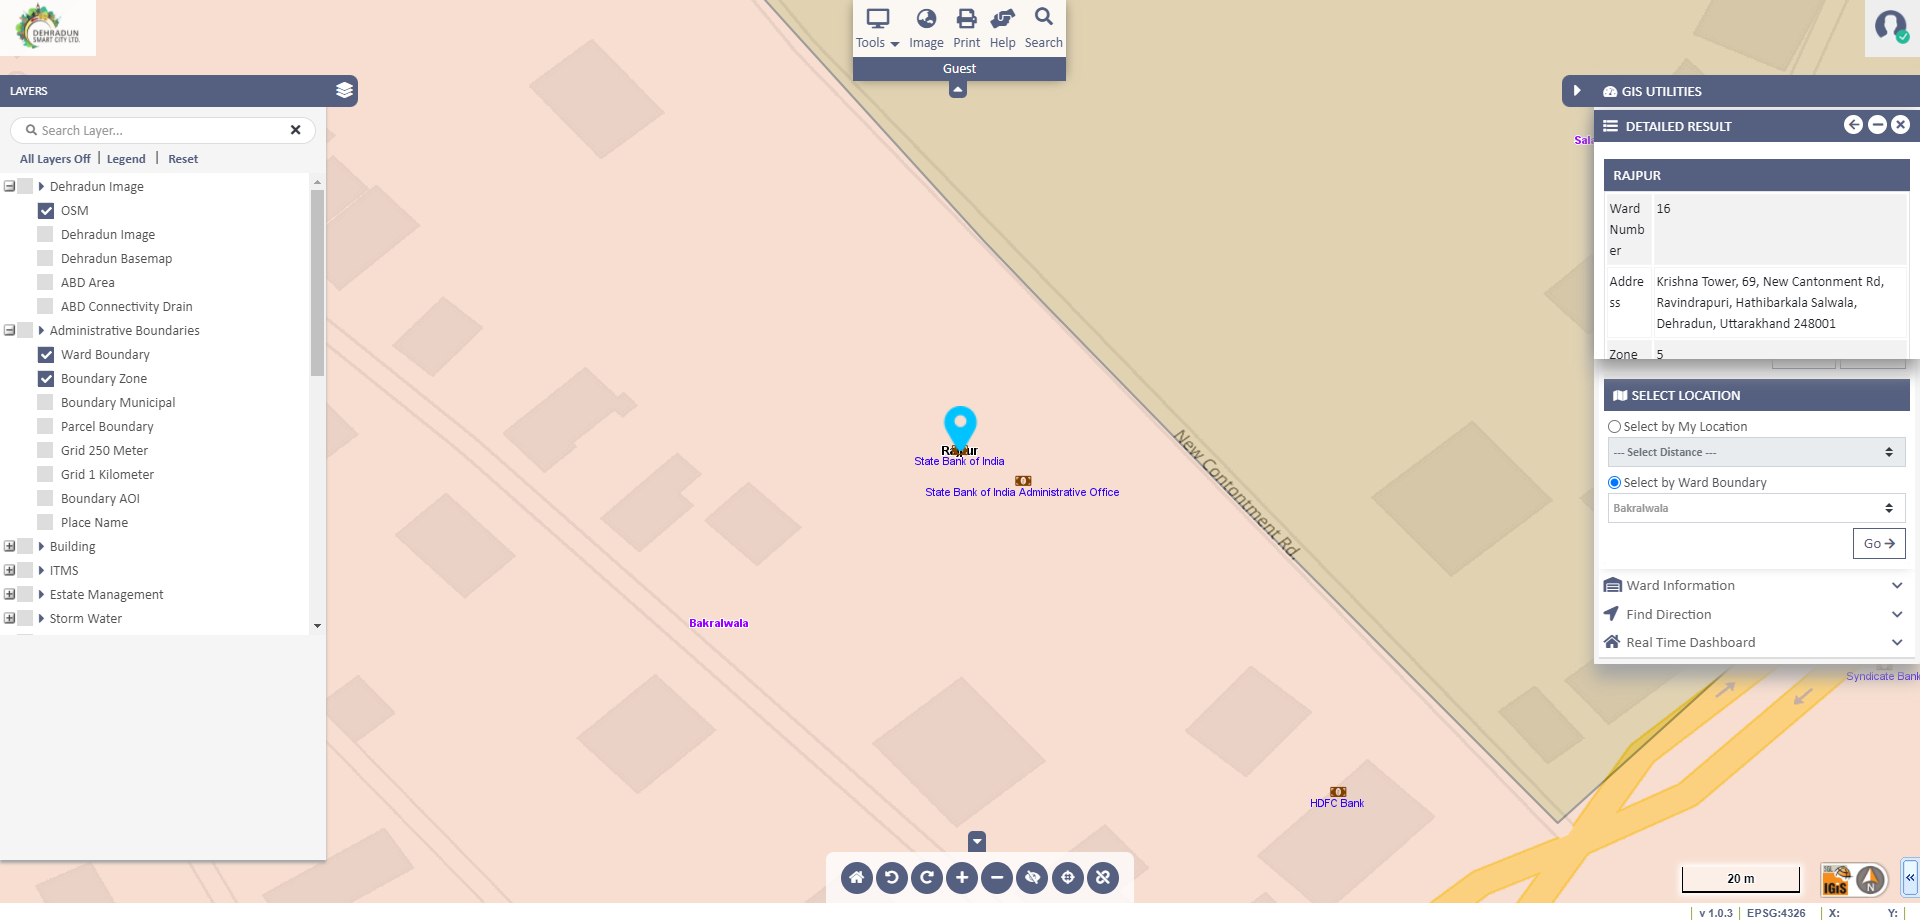 DEHRADUN
SMART CITY LTD.
Tools Image Print Help Search
Guest
LAYERS
Search Layer...
All Layers Off | Legend | Reset
Dehradun Image
OSM
Dehradun Image
Dehradun Basemap
ABD Area
ABD Connectivity Drain
Administrative Boundaries
Ward Boundary
Boundary Zone
Boundary Municipal
Parcel Boundary
Grid 250 Meter
Grid 1 Kilometer
Boundary AOI
Place Name
Building
ITMS
Estate Management
Storm Water
Rajpur
State Bank of India
State Bank of India Administrative Office
New Contontment Rd.
Bakralwala
HDFC Bank
Syndicate Bank
GIS UTILITIES
DETAILED RESULT
RAJPUR
Ward Numb er 16
Addre ss Krishna Tower, 69, New Cantonment Rd,
Ravindrapuri, Hathibarkala Salwala,
Dehradun, Uttarakhand 248001
Zone 5
SELECT LOCATION
Select by My Location
--- Select Distance ---
Select by Ward Boundary
Bakralwala
Go
Ward Information
Find Direction
Real Time Dashboard
20 m
IGiS
N
v 1.0.3 | EPSG:4326 | X: Y: